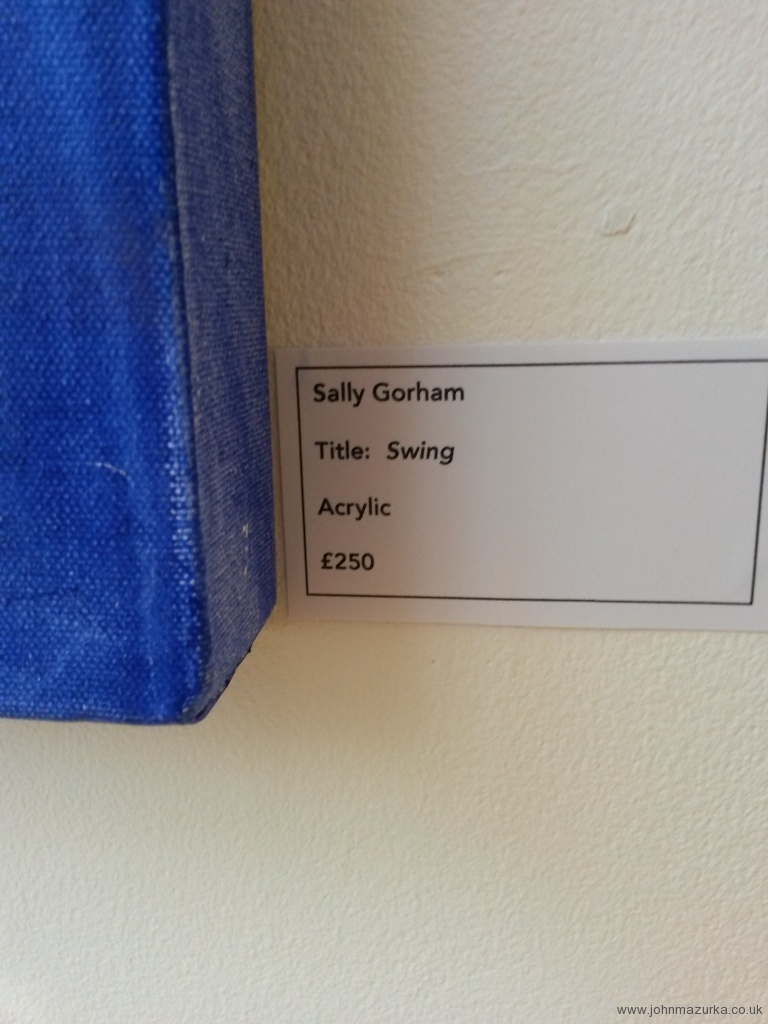 Sally Gorham
Title: Swing
Acrylic
£250
www.johnmazurka.co.uk